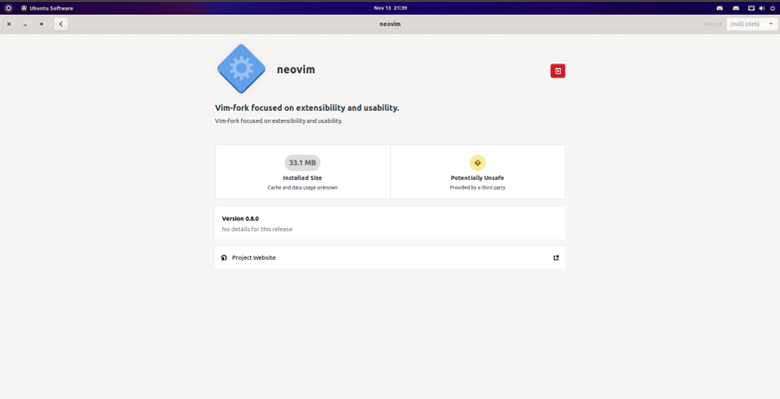 Ubuntu Software
Nov 13 21:39
neovim
Source
(null) (deb)
neovim
Vim-fork focused on extensibility and usability.
Vim-fork focused on extensibility and usability.
33.1 MB
Installed Size
Cache and data usage unknown
Potentially Unsafe
Provided by a third party
Version 0.8.0
No details for this release
Project Website